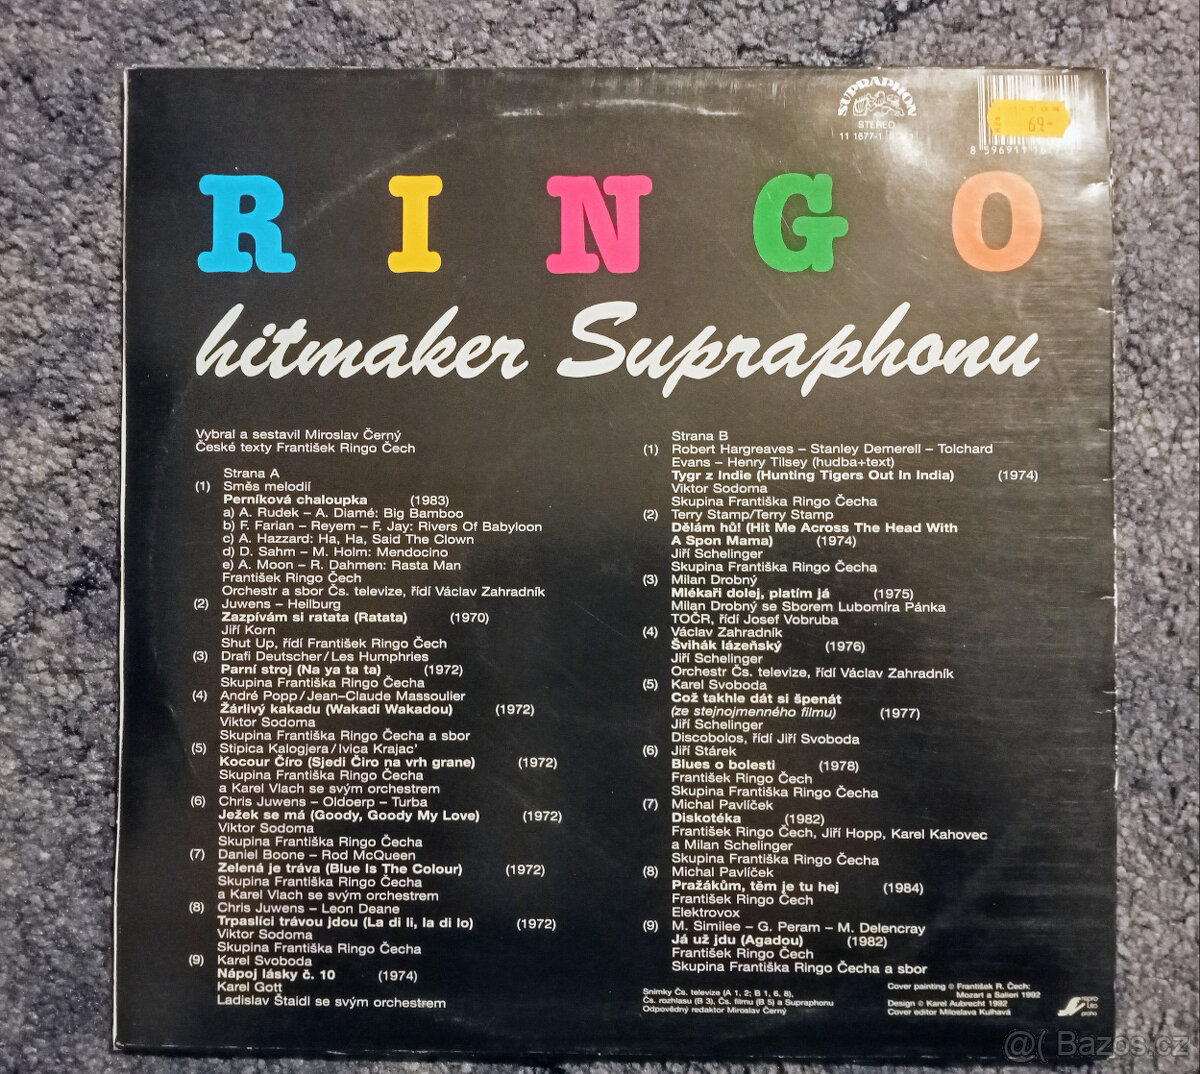 SUPRAPHON
STEREO
11 1677-1
69-
8 596911
RINGO
hitmaker Supraphonu
Vybral a sestavil Miroslav Černý
České texty František Ringo Čech
Strana A
(1) Směs melodií
Perníková chaloupka (1983)
a) A. Rudek – A. Diamé: Big Bamboo
b) F. Farian – Reyem – F. Jay: Rivers Of Babyloon
c) A. Hazzard: Ha, Ha, Said The Clown
d) D. Sahm – M. Holm: Mendocino
e) A. Moon – R. Dahmen: Rasta Man
František Ringo Čech
Orchestr a sbor Čs. televize, řídí Václav Zahradník
(2) Juwens – Heilburg
Zazpívám si ratata (Ratata) (1970)
Jiří Korn
Shut Up, řídí František Ringo Čech
(3) Drafi Deutscher/Les Humphries
Parní stroj (Na ya ta ta) (1972)
Skupina Františka Ringo Čecha
(4) André Popp/Jean-Claude Massoulier
Žárlivý kakadu (Wakadi Wakadou) (1972)
Viktor Sodoma
Skupina Františka Ringo Čecha a sbor
(5) Stipica Kalogjera/Ivica Krajac'
Kocour Číro (Sjedi Čiro na vrh grane) (1972)
Skupina Františka Ringo Čecha
a Karel Vlach se svým orchestrem
(6) Chris Juwens – Oldoerp – Turba
Ježek se má (Goody, Goody My Love) (1972)
Viktor Sodoma
Skupina Františka Ringo Čecha
(7) Daniel Boone – Rod McQueen
Zelená je tráva (Blue Is The Colour) (1972)
Skupina Františka Ringo Čecha
a Karel Vlach se svým orchestrem
(8) Chris Juwens – Leon Deane
Trpaslíci trávou jdou (La di li, la di lo) (1972)
Viktor Sodoma
Skupina Františka Ringo Čecha
(9) Karel Svoboda
Nápoj lásky č. 10 (1974)
Karel Gott
Ladislav Štaidl se svým orchestrem
Strana B
(1) Robert Hargreaves – Stanley Demerell – Tolchard
Evans – Henry Tilsey (hudba+text)
Tygr z Indie (Hunting Tigers Out In India) (1974)
Viktor Sodoma
Skupina Františka Ringo Čecha
(2) Terry Stamp/Terry Stamp
Dělám hů! (Hit Me Across The Head With
A Spon Mama) (1974)
Jiří Schelinger
Skupina Františka Ringo Čecha
(3) Milan Drobný
Mlékaři dolej, platím já (1975)
Milan Drobný se Sborem Lubomíra Pánka
TOČR, řídí Josef Vobruba
(4) Václav Zahradník
Švihák lázeňský (1976)
Jiří Schelinger
Orchestr Čs. televize, řídí Václav Zahradník
(5) Karel Svoboda
Což takhle dát si špenát
(ze stejnojmenného filmu) (1977)
Jiří Schelinger
Discobolos, řídí Jiří Svoboda
(6) Jiří Stárek
Blues o bolesti (1978)
František Ringo Čech
Skupina Františka Ringo Čecha
(7) Michal Pavlíček
Diskotéka (1982)
František Ringo Čech, Jiří Hopp, Karel Kahovec
a Milan Schelinger
Skupina Františka Ringo Čecha
(8) Michal Pavlíček
Pražákům, těm je tu hej (1984)
František Ringo Čech
Elektrovox
(9) M. Similee – G. Peram – M. Delencray
Já už jdu (Agadou) (1982)
František Ringo Čech
Skupina Františka Ringo Čecha a sbor
Snímky Čs. televize (A 1, 2; B 1, 6, 8),
Čs. rozhlasu (B 3), Čs. filmu (B 5) a Supraphonu
Odpovědný redaktor Miroslav Černý
Cover painting © František R. Čech:
Mozart a Salieri 1992
Design © Karel Aubrecht 1992
Cover editor Miloslava Kulhavá
repro
Lito
praha
@( Bazos.cz